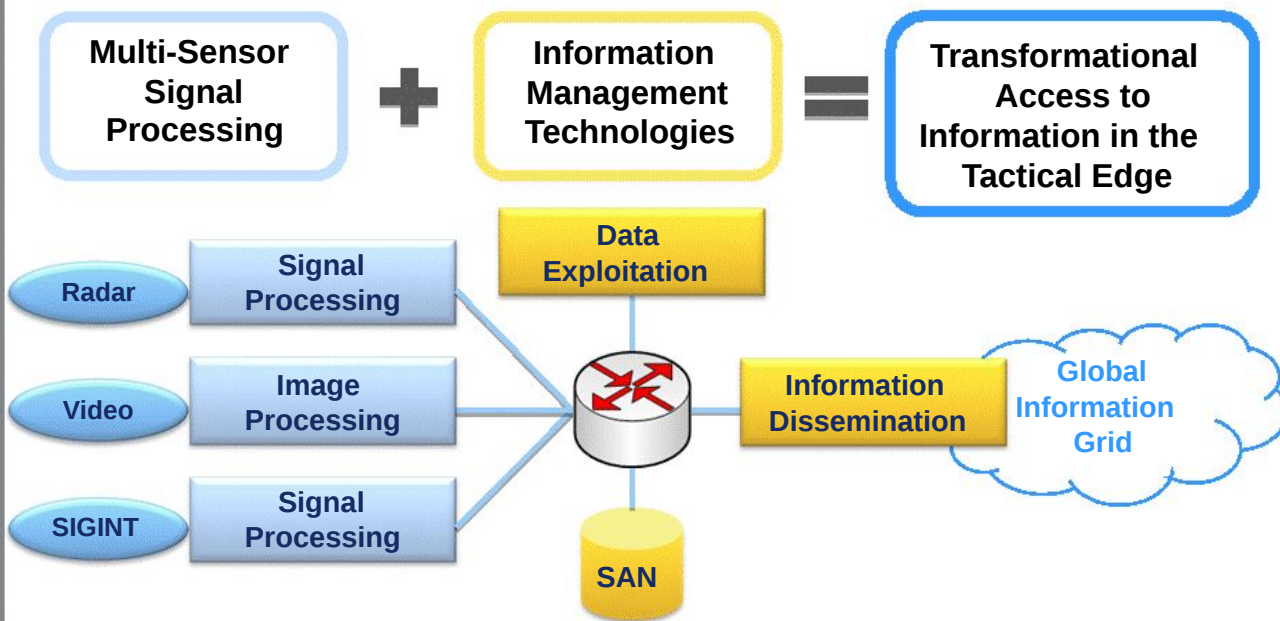 Multi-Sensor
Signal
Processing
Information
Management
Technologies
Transformational
Access to
Information in the
Tactical Edge
Data
Exploitation
Radar
Signal
Processing
Video
Image
Processing
Information
Dissemination
Global
Information
Grid
SIGINT
Signal
Processing
SAN